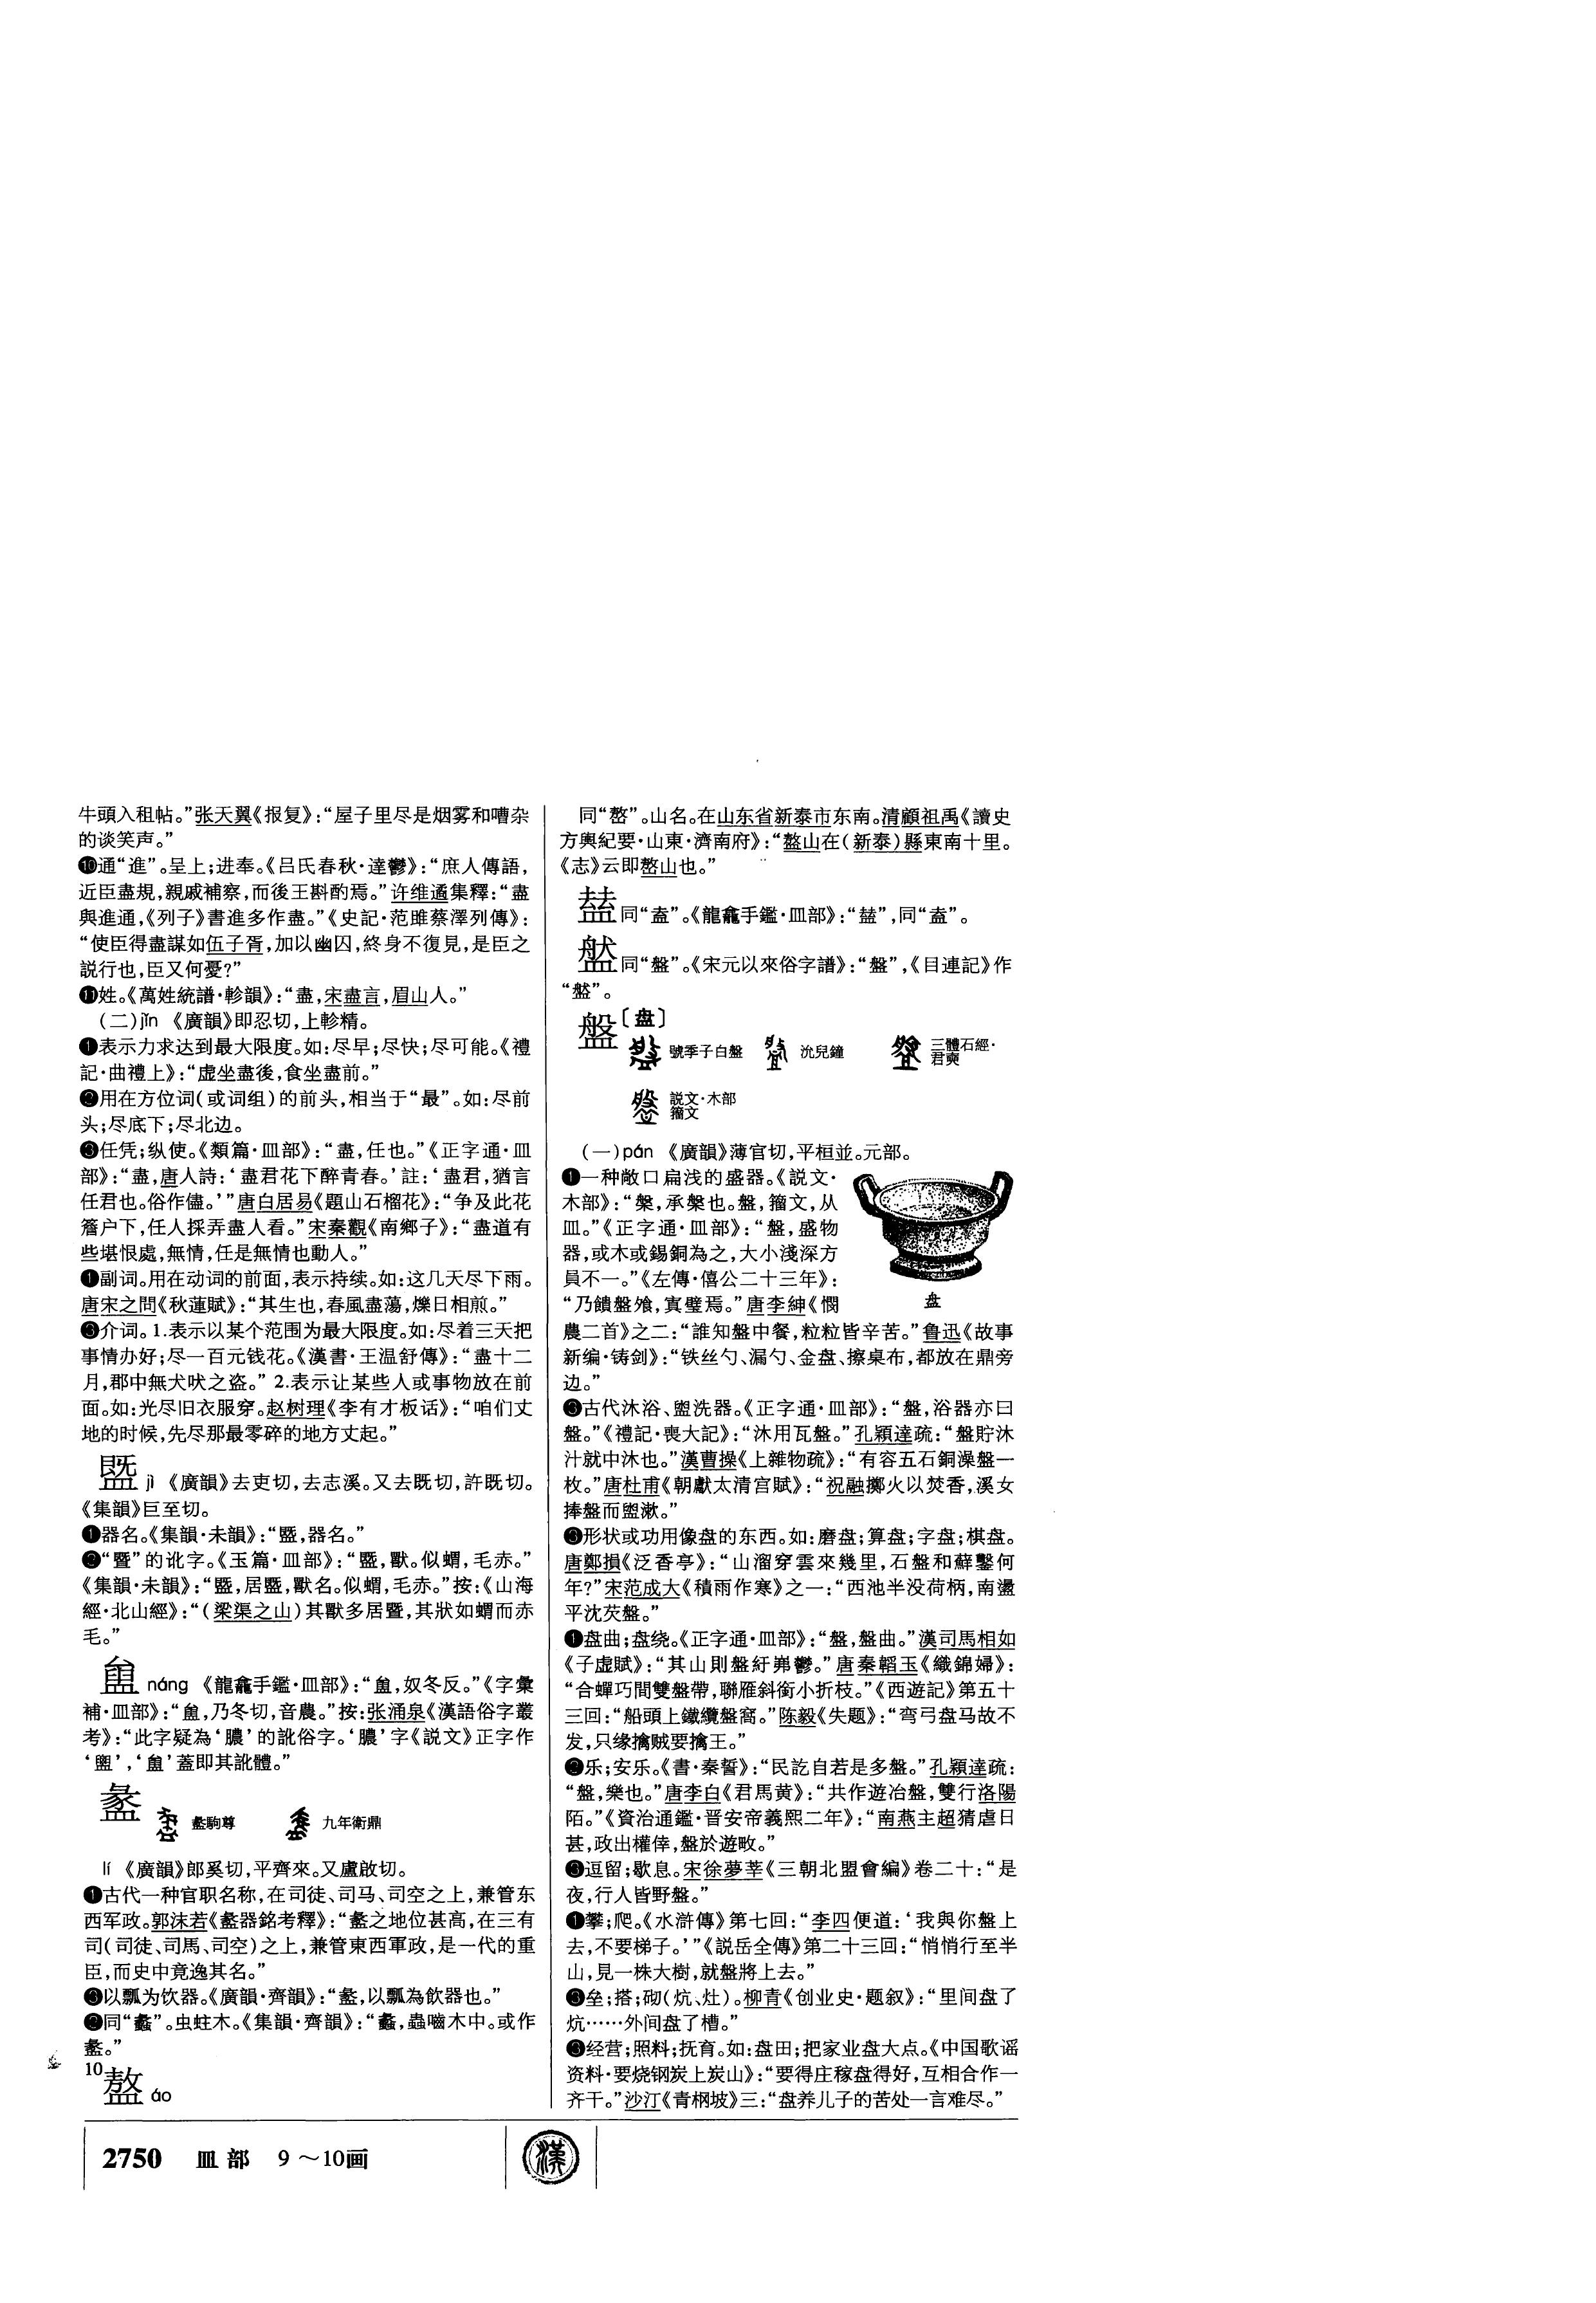 牛頭入租帖。”张天翼《报复》:“屋子里尽是烟雾和嘈杂
的谈笑声。”
❿通“進”。呈上;进奉。《吕氏春秋·達鬱》:“庶人傳語,
近臣盡規,親戚補察,而後王斟酌焉。”许维遹集釋:“盡
與進通,《列子》書進多作盡。”《史記·范雎蔡澤列傳》:
“使臣得盡謀如伍子胥,加以幽囚,終身不復見,是臣之
説行也,臣又何憂?”
⓫姓。《萬姓統譜·軫韻》:“盡,宋盡言,眉山人。”
(二)jǐn 《廣韻》即忍切,上軫精。
❶表示力求达到最大限度。如:尽早;尽快;尽可能。《禮
記·曲禮上》:“虚坐盡後,食坐盡前。”
❷用在方位词(或词组)的前头,相当于“最”。如:尽前
头;尽底下;尽北边。
❸任凭;纵使。《類篇·皿部》:“盡,任也。”《正字通·皿
部》:“盡,唐人詩:‘盡君花下醉青春。’註:‘盡君,猶言
任君也。俗作儘。’”唐白居易《題山石榴花》:“争及此花
簷户下,任人採弄盡人看。”宋秦觀《南鄉子》:“盡道有
些堪恨處,無情,任是無情也動人。”
❶副词。用在动词的前面,表示持续。如:这几天尽下雨。
唐宋之問《秋蓮賦》:“其生也,春風盡蕩,爍日相煎。”
❸介词。1.表示以某个范围为最大限度。如:尽着三天把
事情办好;尽一百元钱花。《漢書·王温舒傳》:“盡十二
月,郡中無犬吠之盗。” 2.表示让某些人或事物放在前
面。如:光尽旧衣服穿。赵树理《李有才板话》:“咱们丈
地的时候,先尽那最零碎的地方丈起。”
䀈 jì 《廣韻》去吏切,去志溪。又去既切,許既切。
《集韻》巨至切。
❶器名。《集韻·未韻》:“䀈,器名。”
❷“暨”的讹字。《玉篇·皿部》:“䀈,獸。似蝟,毛赤。”
《集韻·未韻》:“䀈,居䀈,獸名。似蝟,毛赤。”按:《山海
經·北山經》:“(梁渠之山)其獸多居暨,其狀如蝟而赤
毛。”
náng 《龍龕手鑑·皿部》:“,奴冬反。”《字彙
補·皿部》:“,乃冬切,音農。”按:张涌泉《漢語俗字叢
考》:“此字疑為‘膿’的訛俗字。‘膿’字《説文》正字作
‘盥’,‘’蓋即其訛體。”
盠 盠駒尊 九年衛鼎
lí 《廣韻》郎奚切,平齊來。又盧啟切。
❶古代一种官职名称,在司徒、司马、司空之上,兼管东
西军政。郭沫若《盠器銘考釋》:“盠之地位甚高,在三有
司(司徒、司馬、司空)之上,兼管東西軍政,是一代的重
臣,而史中竟逸其名。”
❸以瓢为饮器。《廣韻·齊韻》:“盠,以瓢為飲器也。”
❷同“蠡”。虫蛀木。《集韻·齊韻》:“蠡,蟲嚙木中。或作
盠。”
10
áo
同“嶅”。山名。在山东省新泰市东南。清顧祖禹《讀史
方輿紀要·山東·濟南府》:“山在(新泰)縣東南十里。
《志》云即嶅山也。”
同“盍”。《龍龕手鑑·皿部》:“”,同“盍”。
同“盤”。《宋元以來俗字譜》:“盤”,《目連記》作
“”。
盤〔盘〕
虢季子白盤 沇兒鐘 三體石經·
君奭
説文·木部
籀文
(一)pán 《廣韻》薄官切,平桓並。元部。
❶一种敞口扁浅的盛器。《説文·
木部》:“槃,承槃也。盤,籀文,从
皿。”《正字通·皿部》:“盤,盛物
器,或木或錫銅為之,大小淺深方
員不一。”《左傳·僖公二十三年》:
“乃饋盤飧,寘璧焉。”唐李紳《憫
盘
農二首》之二:“誰知盤中餐,粒粒皆辛苦。”鲁迅《故事
新编·铸剑》:“铁丝勺、漏勺、金盘、擦桌布,都放在鼎旁
边。”
❸古代沐浴、盥洗器。《正字通·皿部》:“盤,浴器亦曰
盤。”《禮記·喪大記》:“沐用瓦盤。”孔穎達疏:“盤貯沐
汁就中沐也。”漢曹操《上雜物疏》:“有容五石銅澡盤一
枚。”唐杜甫《朝獻太清宫賦》:“祝融擲火以焚香,溪女
捧盤而盥漱。”
❸形状或功用像盘的东西。如:磨盘;算盘;字盘;棋盘。
唐鄭損《泛香亭》:“山溜穿雲來幾里,石盤和蘚鑿何
年?”宋范成大《積雨作寒》之一:“西池半没荷柄,南盪
平沈芡盤。”
❶盘曲;盘绕。《正字通·皿部》:“盤,盤曲。”漢司馬相如
《子虚賦》:“其山則盤紆岪鬱。”唐秦韜玉《織錦婦》:
“合蟬巧間雙盤帶,聯雁斜銜小折枝。”《西遊記》第五十
三回:“船頭上鐵纜盤窩。”陈毅《失题》:“弯弓盘马故不
发,只缘擒贼要擒王。”
❷乐;安乐。《書·秦誓》:“民訖自若是多盤。”孔穎達疏:
“盤,樂也。”唐李白《君馬黄》:“共作遊冶盤,雙行洛陽
陌。”《資治通鑑·晋安帝義熙二年》:“南燕主超猜虐日
甚,政出權倖,盤於遊畋。”
❸逗留;歇息。宋徐夢莘《三朝北盟會編》卷二十:“是
夜,行人皆野盤。”
❶攀;爬。《水滸傳》第七回:“李四便道:‘我與你盤上
去,不要梯子。’”《説岳全傳》第二十三回:“悄悄行至半
山,見一株大樹,就盤將上去。”
❸垒;搭;砌(炕、灶)。柳青《创业史·题叙》:“里间盘了
炕……外间盘了槽。”
❸经营;照料;抚育。如:盘田;把家业盘大点。《中国歌谣
资料·要烧钢炭上炭山》:“要得庄稼盘得好,互相合作一
齐干。”沙汀《青㭎坡》三:“盘养儿子的苦处一言难尽。”
2750 皿部 9～10画
漢